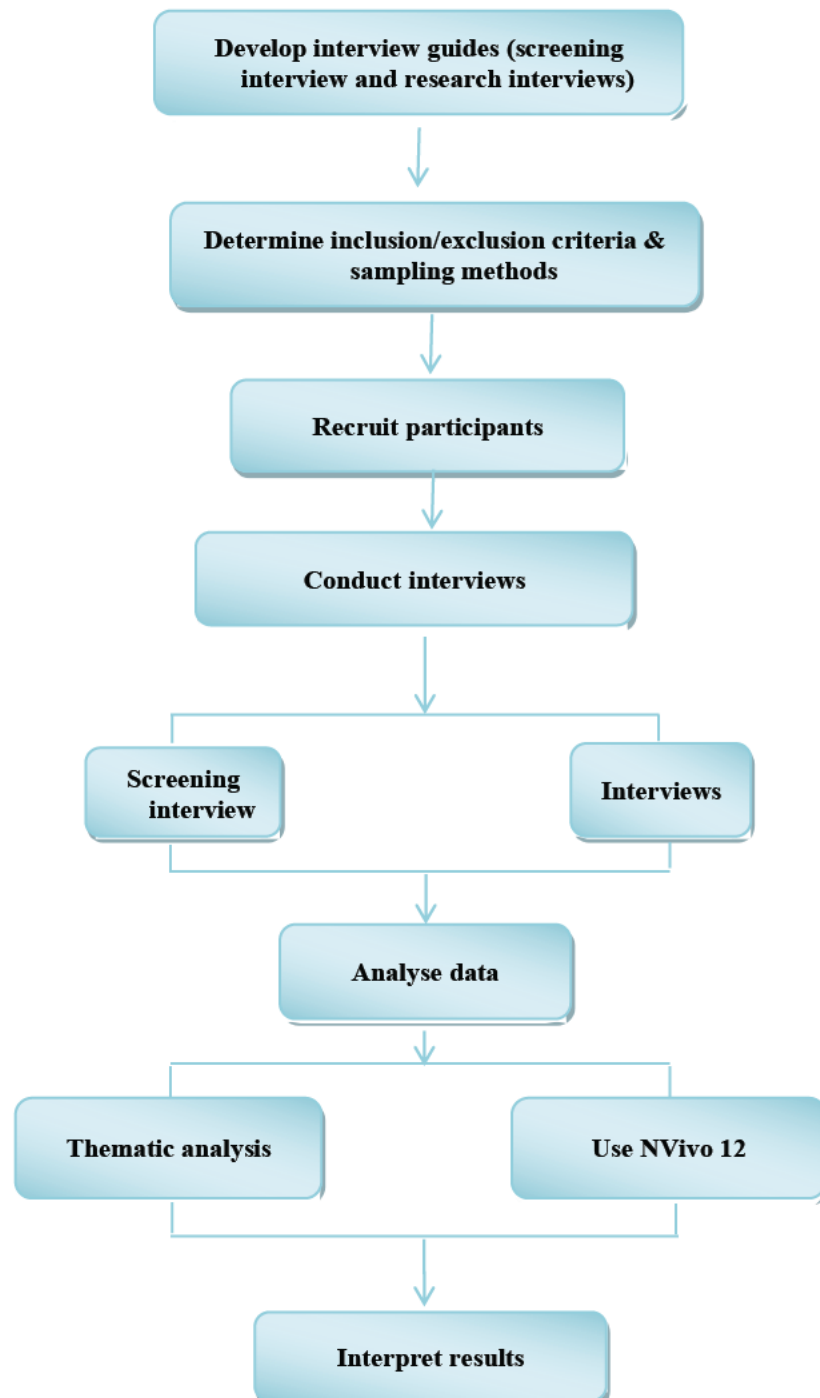 Develop interview guides (screening
interview and research interviews)
Determine inclusion/exclusion criteria &
sampling methods
Recruit participants
Conduct interviews
Screening
interview
Interviews
Analyse data
Thematic analysis
Use NVivo 12
Interpret results